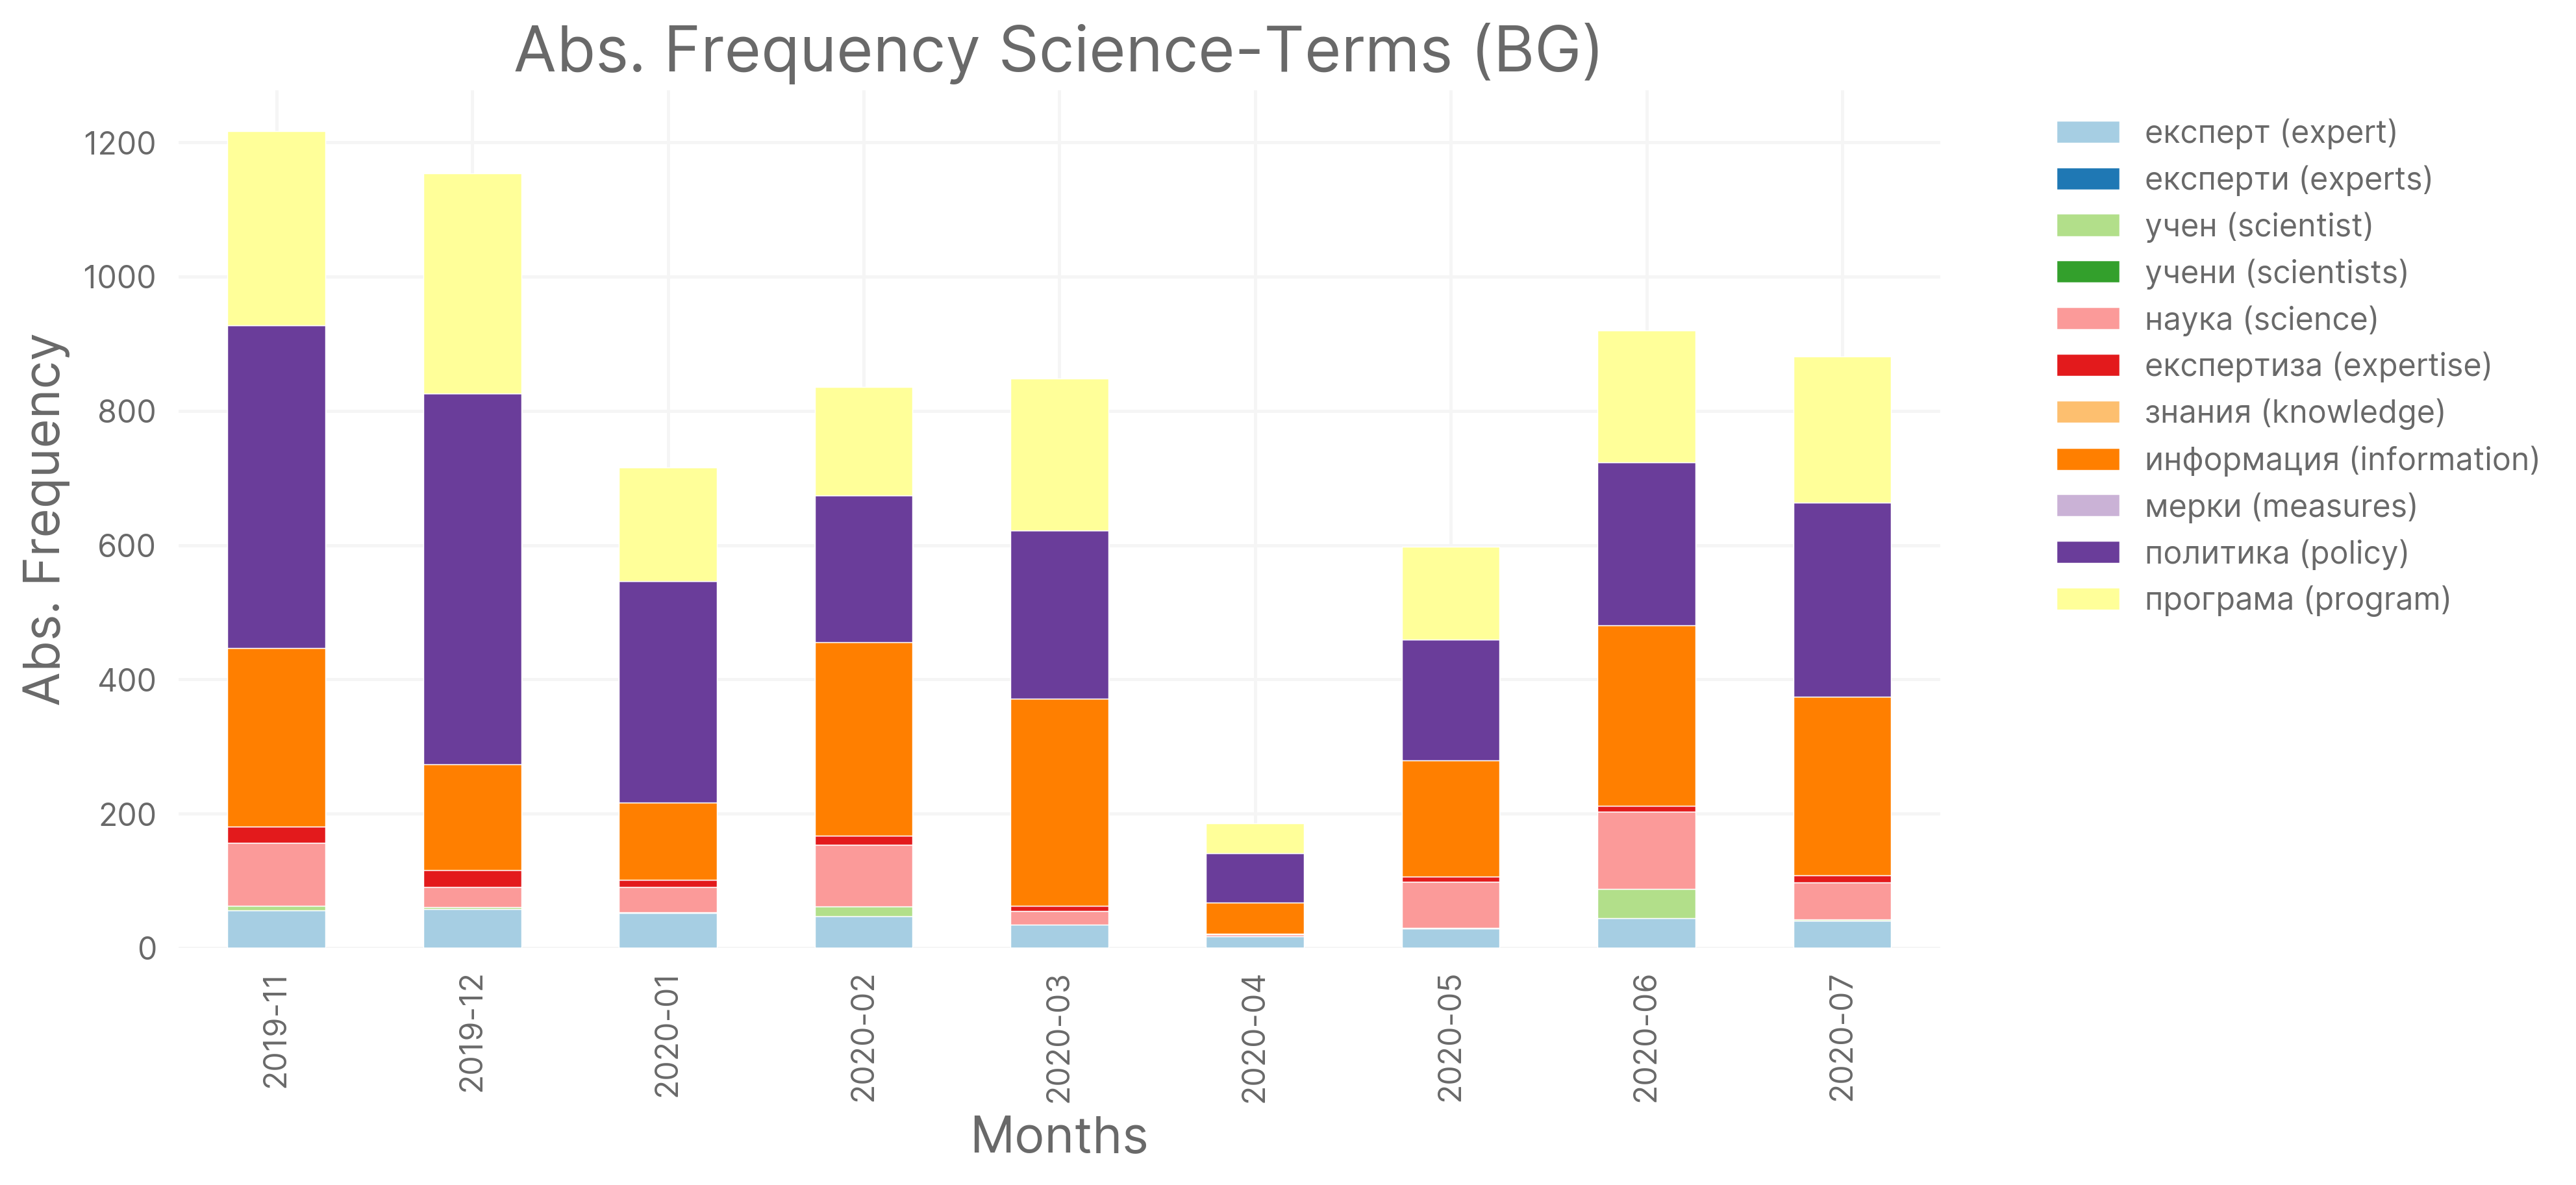 Abs. Frequency Science-Terms (BG)
Abs. Frequency
1200
1000
800
600
400
200
0
2019-11
2019-12
2020-01
2020-02
2020-03
2020-04
2020-05
2020-06
2020-07
Months
експерт (expert)
експерти (experts)
учен (scientist)
учени (scientists)
наука (science)
експертиза (expertise)
знания (knowledge)
информация (information)
мерки (measures)
политика (policy)
програма (program)